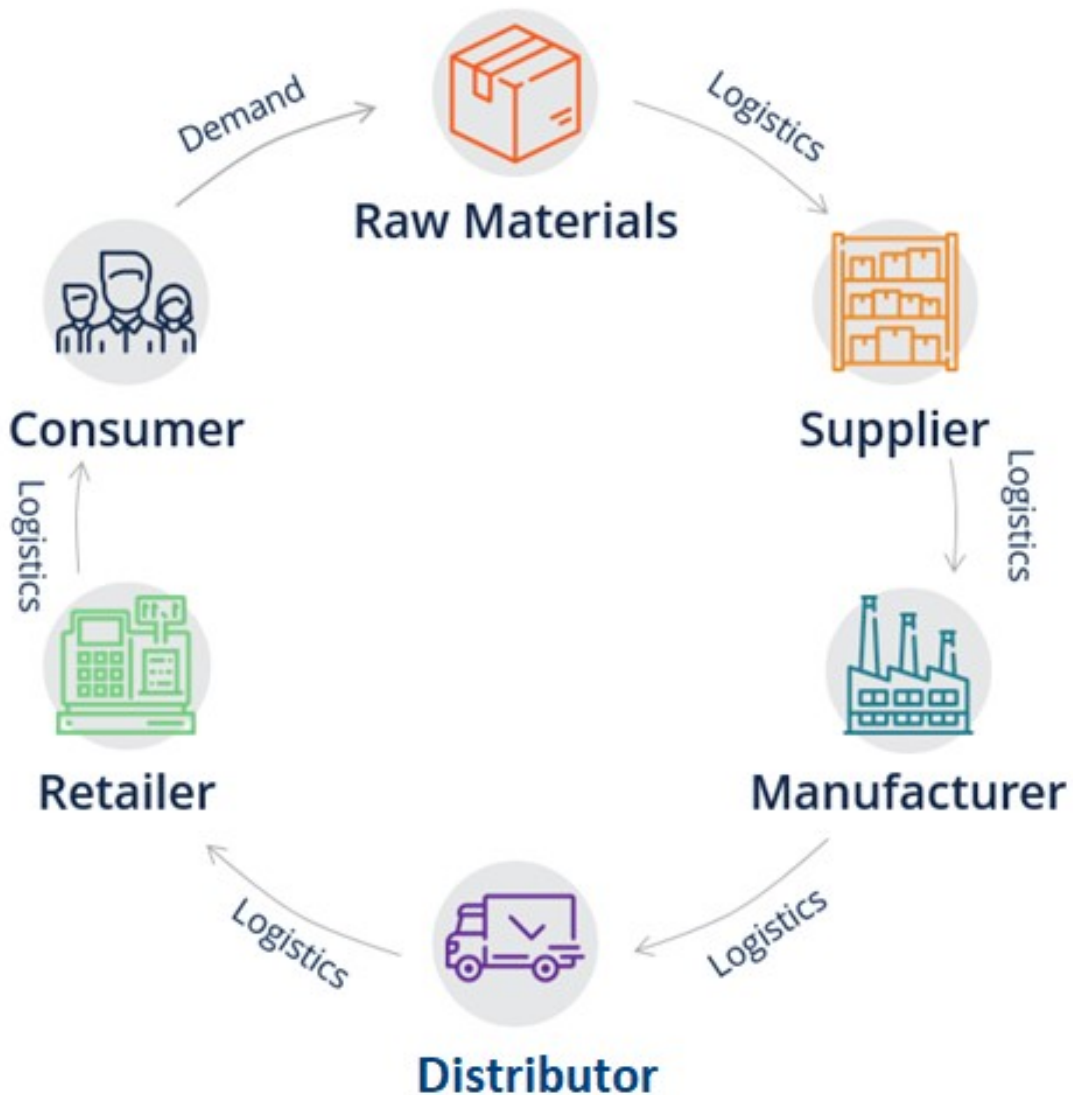 Demand
Logistics
Raw Materials
Consumer
Supplier
Logistics
Logistics
Retailer
Manufacturer
Logistics
Logistics
Distributor